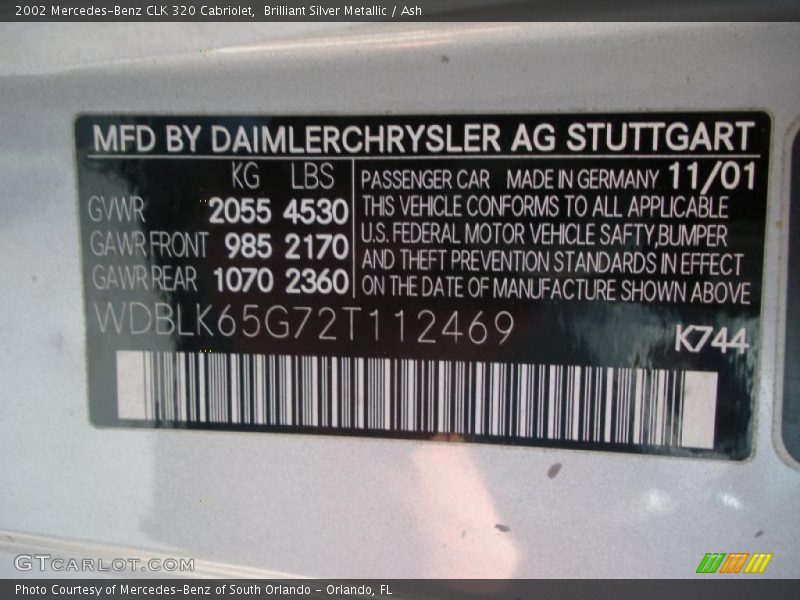 2002 Mercedes-Benz CLK 320 Cabriolet,  Brilliant Silver Metallic / Ash
MFD BY DAIMLERCHRYSLER AG STUTTGART
KG LBS
GVWR 2055 4530
GAWR FRONT 985 2170
GAWR REAR 1070 2360
PASSENGER CAR MADE IN GERMANY 11/01
THIS VEHICLE CONFORMS TO ALL APPLICABLE
U.S. FEDERAL MOTOR VEHICLE SAFTY,BUMPER
AND THEFT PREVENTION STANDARDS IN EFFECT
ON THE DATE OF MANUFACTURE SHOWN ABOVE
WDBLK65G72T112469
K744
GTCARLOT.COM
Photo Courtesy of Mercedes-Benz of South Orlando - Orlando, FL